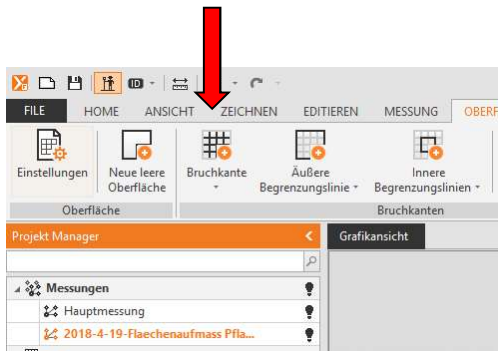 ID
FILE HOME ANSICHT ZEICHNEN EDITIEREN MESSUNG OBERF
Einstellungen Neue leere Oberfläche Bruchkante Äußere Begrenzungslinie Innere Begrenzungslinien
Oberfläche Bruchkanten
Projekt Manager Grafikansicht
Messungen
Hauptmessung
2018-4-19-Flaechenaufmass Pfla...